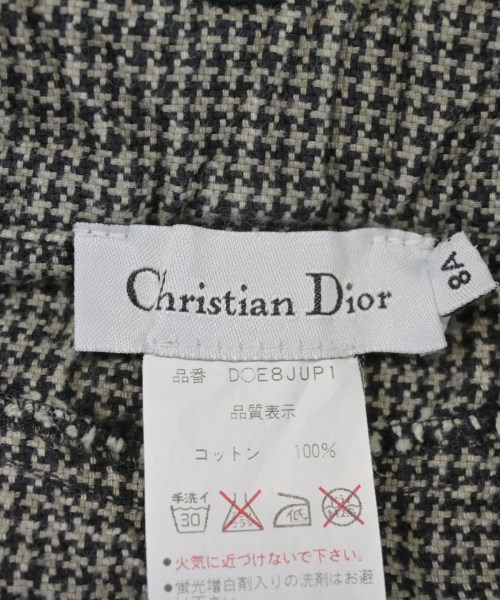 Christian Dior
8A
品番 D○E8JUP1
品質表示
コットン 100%
手洗イ
30 低
●火気に近づけないで下さい。
●蛍光増白剤入りの洗剤はお避